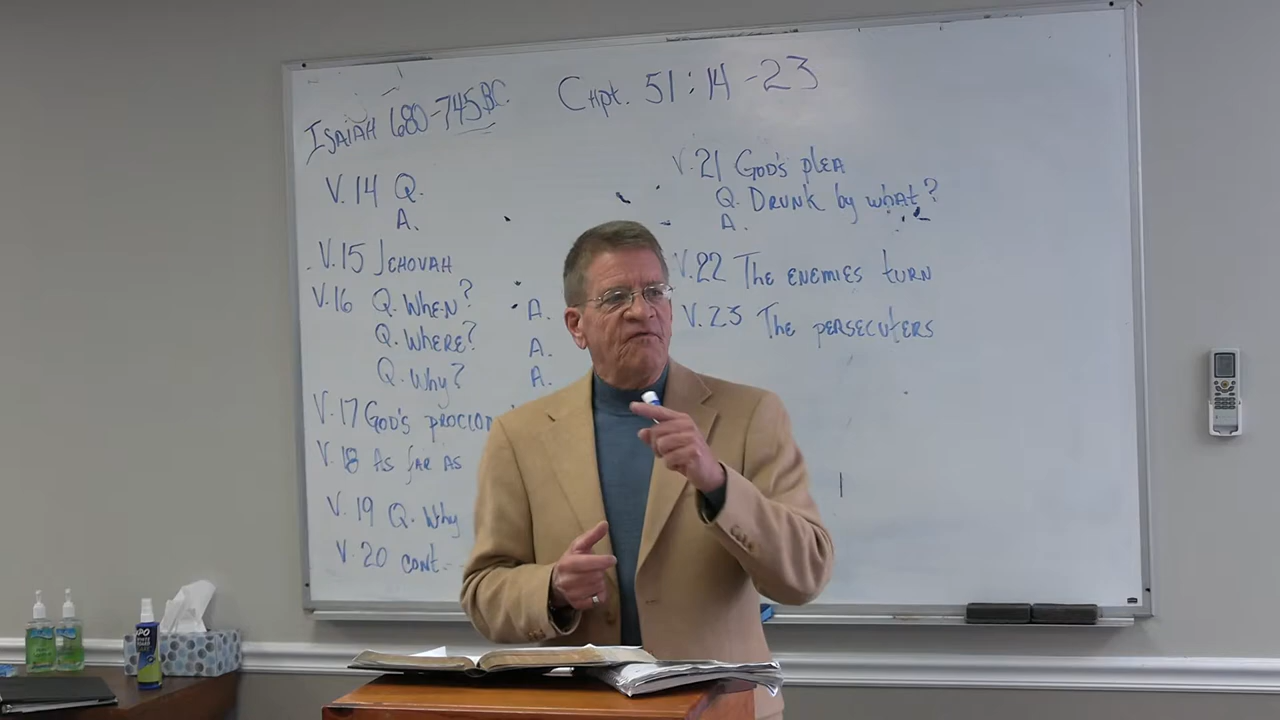 ISAIAH 680-745 B.C.
CHpt. 51:14-23
V.14 Q.
A.
V.15 JEHOVAH
V.16 Q. WHEN? A.
Q. WHERE? A.
Q. Why? A.
V.17 GOD'S
V.18 AS FAR AS
V.19 Q. Why
V.20 CONT.
V.21 GOD'S plEA
Q. DRUNK by what?
A.
V.22 The ENEMIES TURN
V.23 The PERSECUTERS